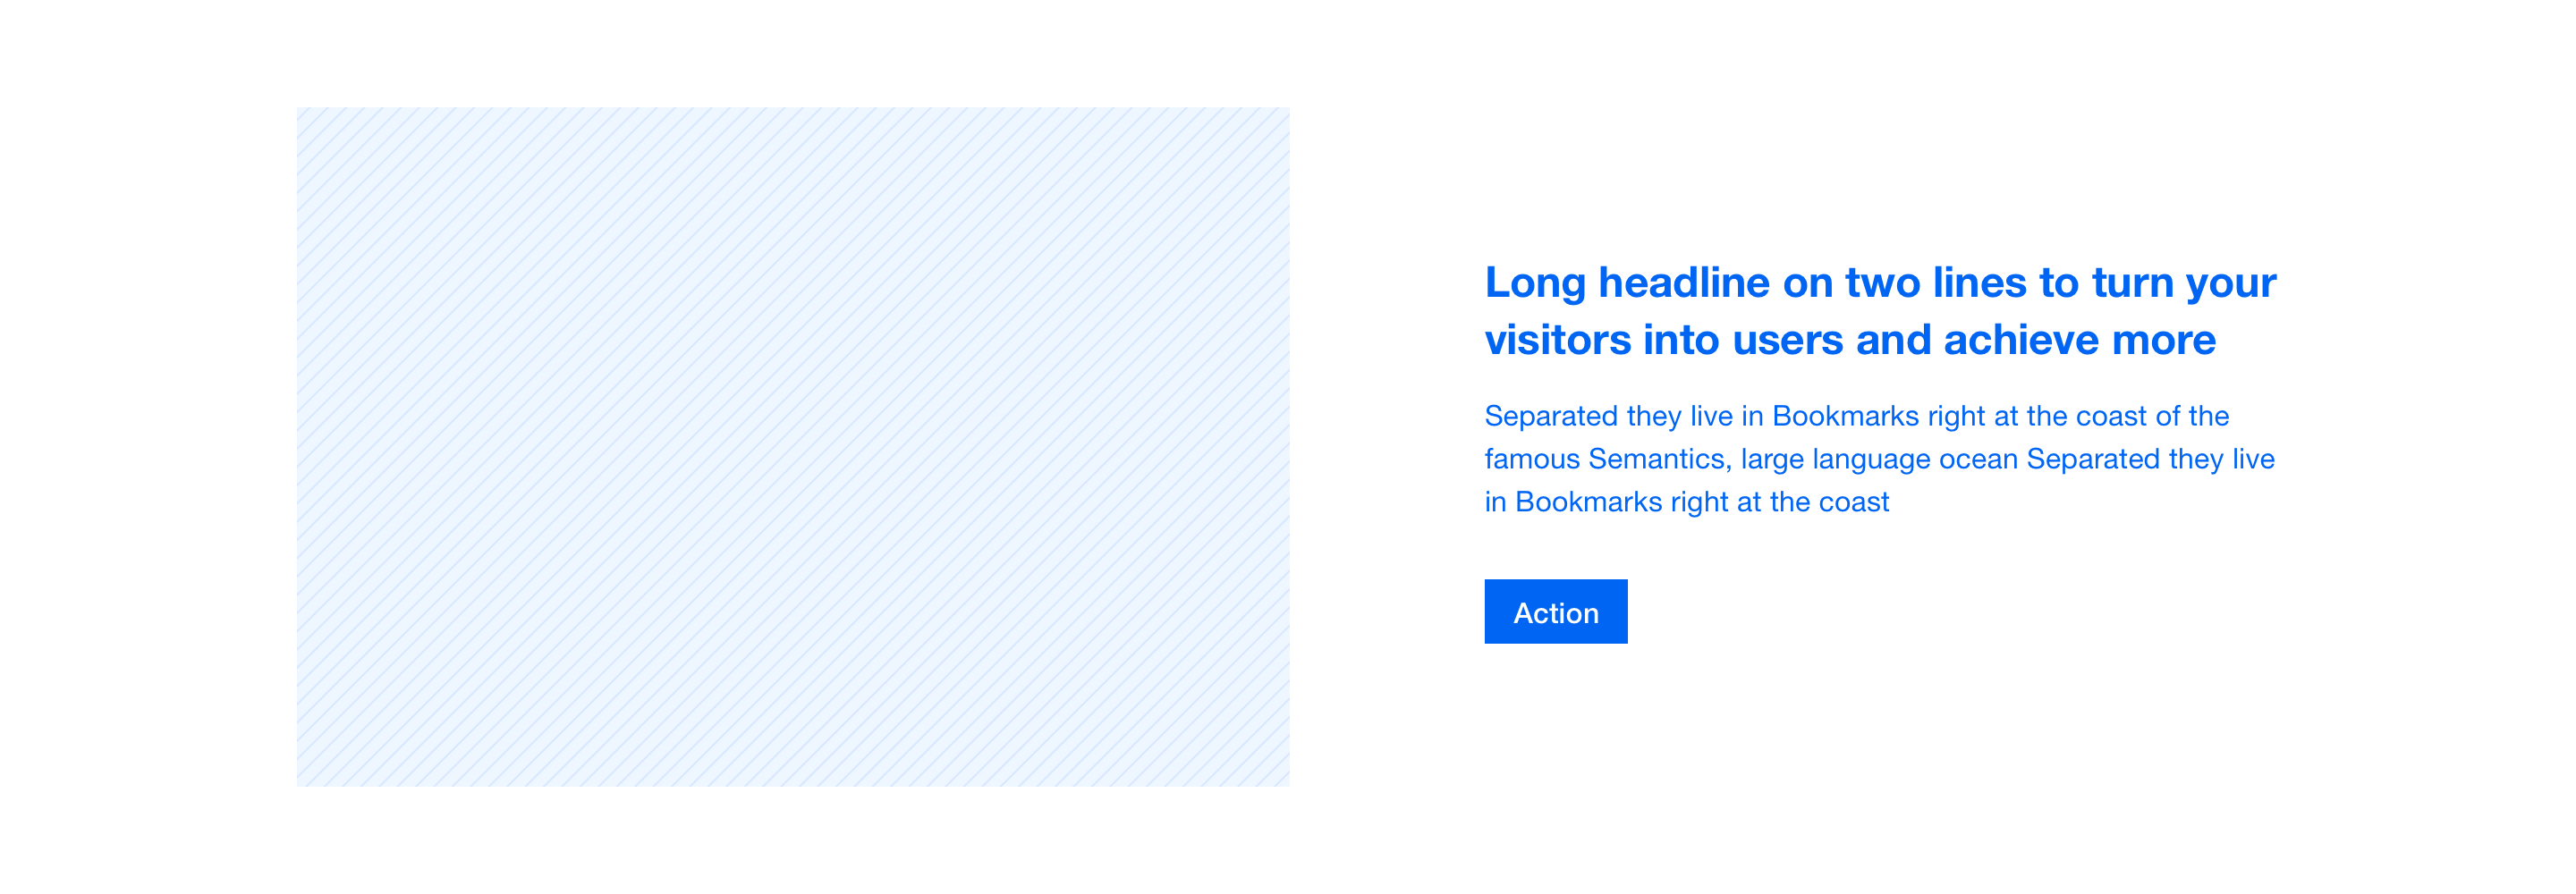 Long headline on two lines to turn your
visitors into users and achieve more
Separated they live in Bookmarks right at the coast of the
famous Semantics, large language ocean Separated they live
in Bookmarks right at the coast
Action